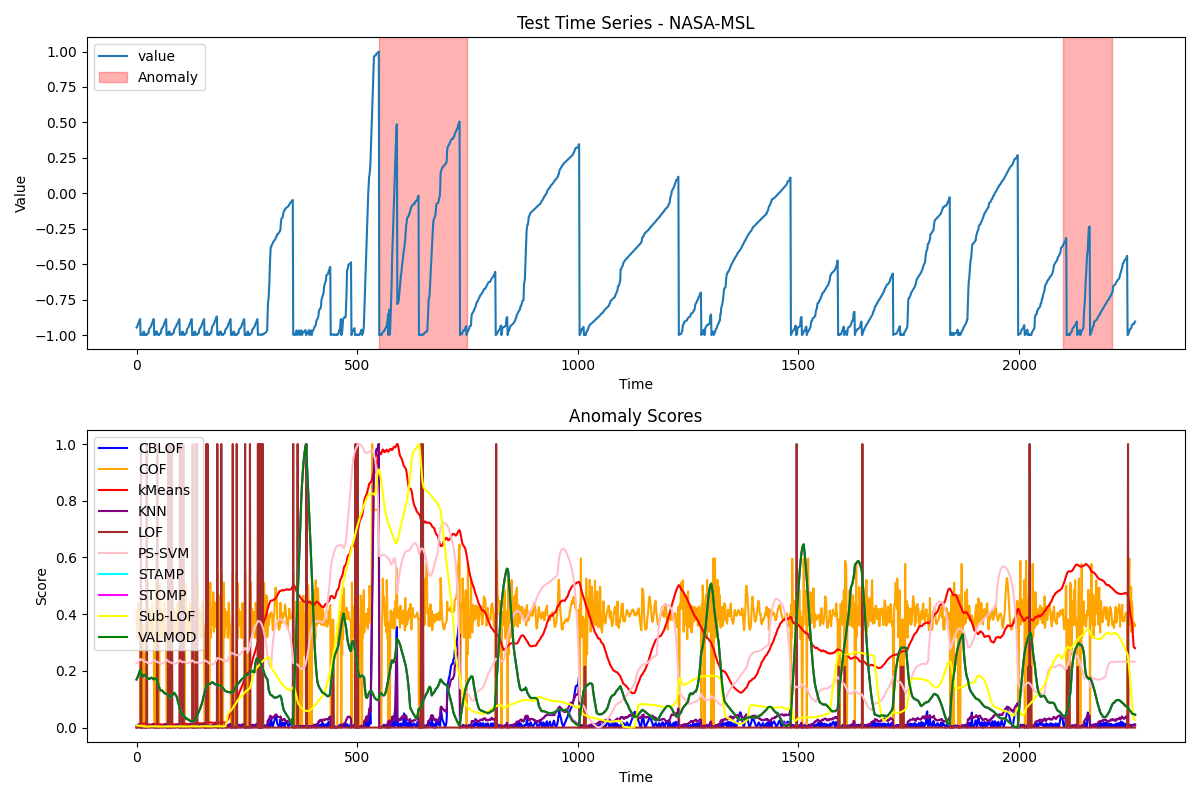 Test Time Series - NASA-MSL
value
Anomaly
1.00
0.75
0.50
0.25
0.00
−0.25
−0.50
−0.75
−1.00
Value
0
500
1000
1500
2000
Time
Anomaly Scores
CBLOF
COF
kMeans
KNN
LOF
PS-SVM
STAMP
STOMP
Sub-LOF
VALMOD
1.0
0.8
0.6
0.4
0.2
0.0
Score
0
500
1000
1500
2000
Time